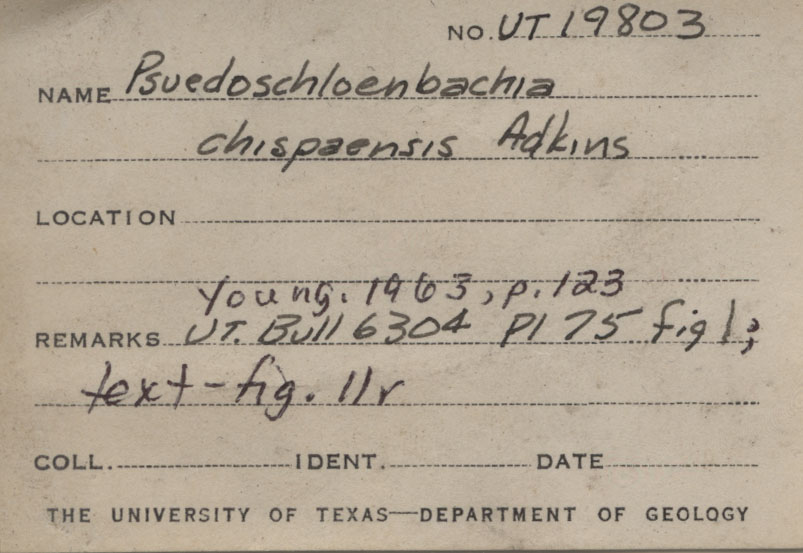 NO. UT 19803
NAME Psuedoschloenbachia
chispaensis Adkins
LOCATION
Young. 1963, p. 123
REMARKS UT. Bull 6304 Pl 75 fig 1;
text-fig. 11r
COLL. IDENT. DATE
THE UNIVERSITY OF TEXAS—DEPARTMENT OF GEOLOGY